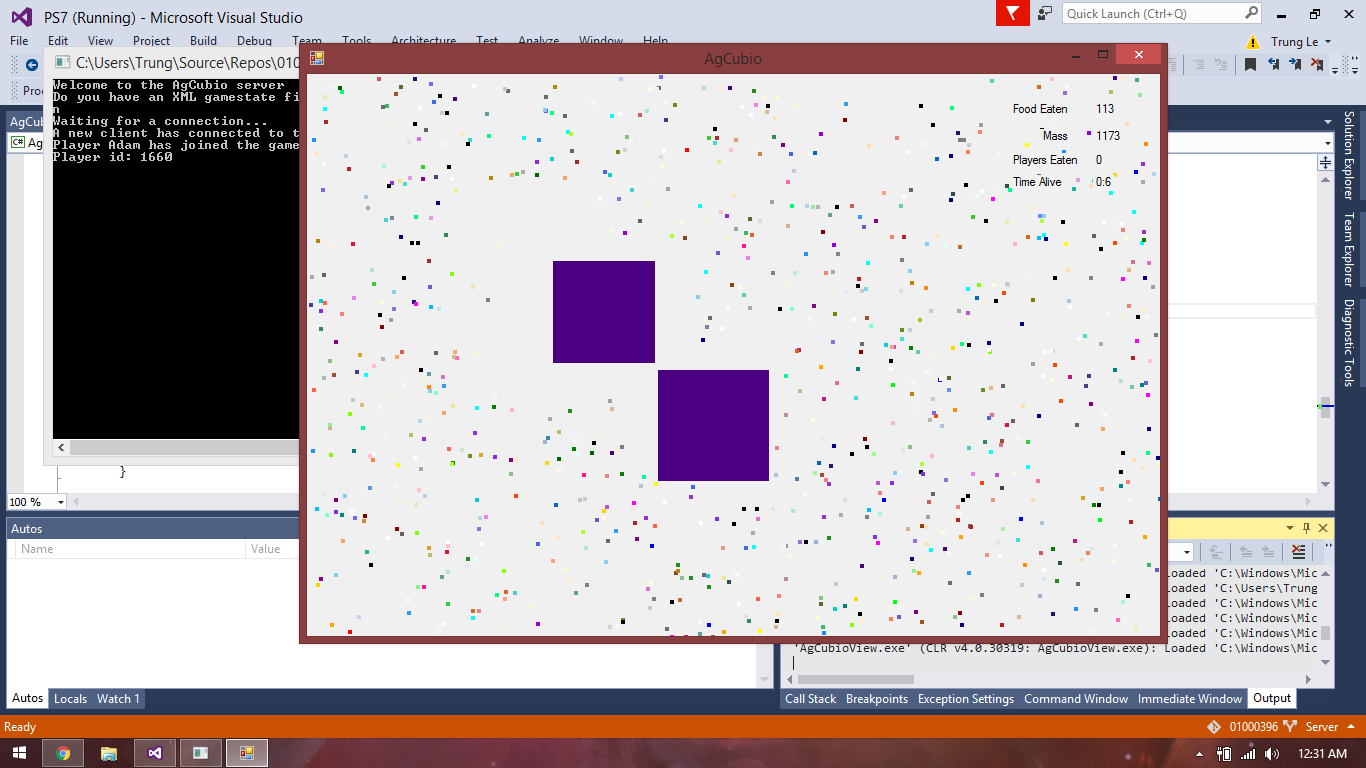 PS7 (Running) - Microsoft Visual Studio
Quick Launch (Ctrl+Q)
File Edit View Project Build Debug Team Tools Architecture Test Analyze Window Help
Trung Le
C:\Users\Trung\Source\Repos\010
AgCubio
Welcome to the AgCubio server
Do you have an XML gamestate fi
n
Waiting for a connection...
A new client has connected to t
Player Adam has joined the game
Player id: 1660
Food Eaten 113
Mass 1173
Players Eaten 0
Time Alive 0:6
Solution Explorer
Team Explorer
Diagnostic Tools
}
100 %
Autos
Name Value
Loaded 'C:\Windows\Mic
Loaded 'C:\Users\Trung
Loaded 'C:\Windows\Mic
Loaded 'C:\Windows\Mic
Loaded 'C:\Windows\Mic
'AgCubioView.exe' (CLR v4.0.30319: AgCubioView.exe): Loaded 'C:\Windows\Mic
Autos Locals Watch 1
Call Stack Breakpoints Exception Settings Command Window Immediate Window Output
Ready
01000396 Server
12:31 AM